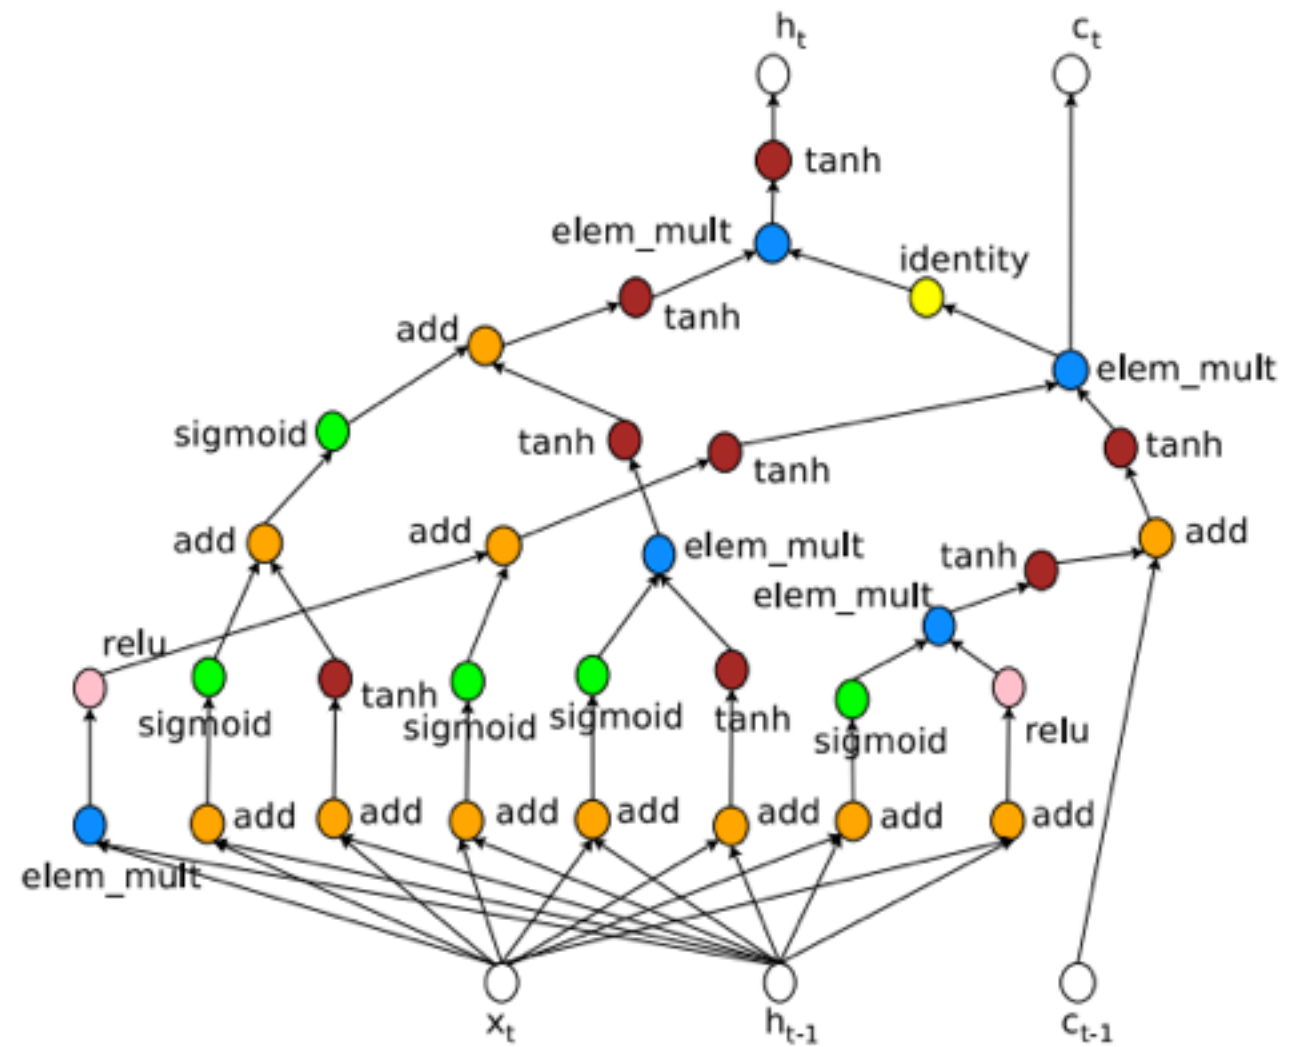 h_t
c_t
tanh
elem_mult
identity
tanh
add
elem_mult
sigmoid
tanh
tanh
tanh
add
add
elem_mult
tanh
add
elem_mult
relu
sigmoid
tanh
sigmoid
sigmoid
tanh
sigmoid
relu
elem_mult
add
add
add
add
add
add
add
x_t
h_t-1
c_t-1